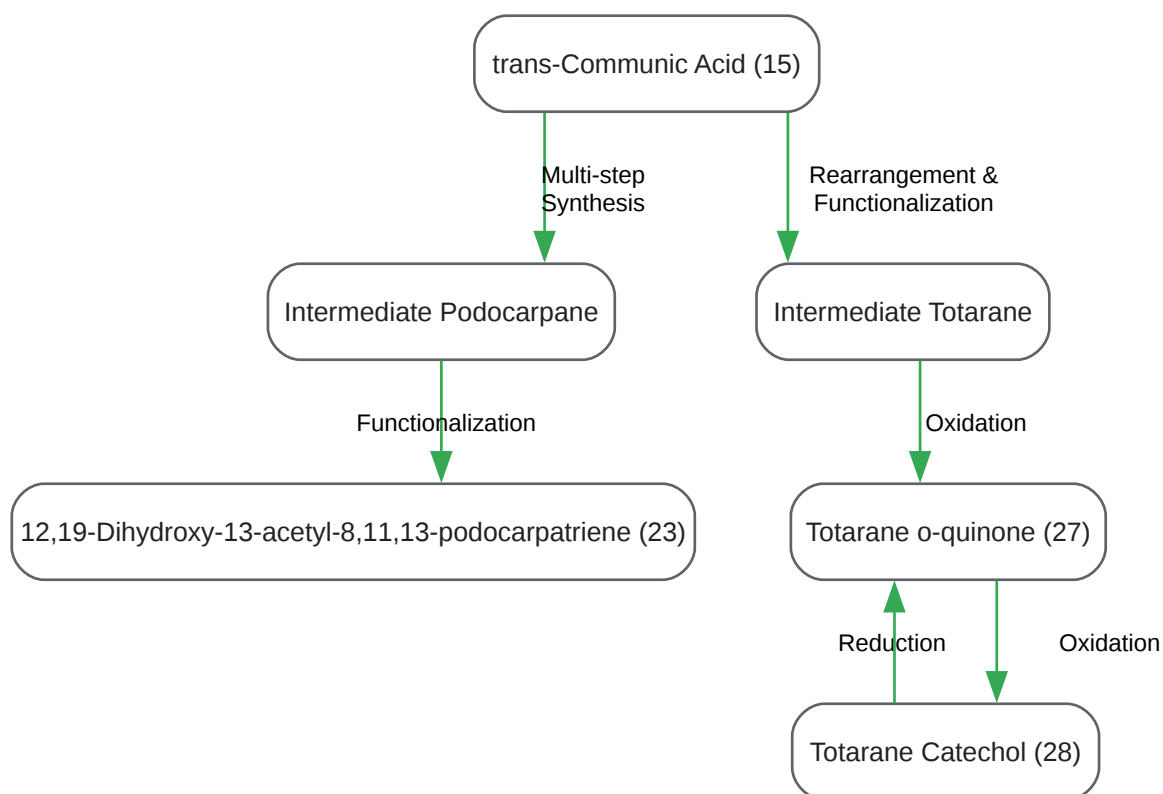 trans-Communic Acid (15)
Multi-step
Synthesis
Rearrangement &
Functionalization
Intermediate Podocarpane
Intermediate Totarane
Functionalization
Oxidation
12,19-Dihydroxy-13-acetyl-8,11,13-podocarpatriene (23)
Totarane o-quinone (27)
Reduction
Oxidation
Totarane Catechol (28)